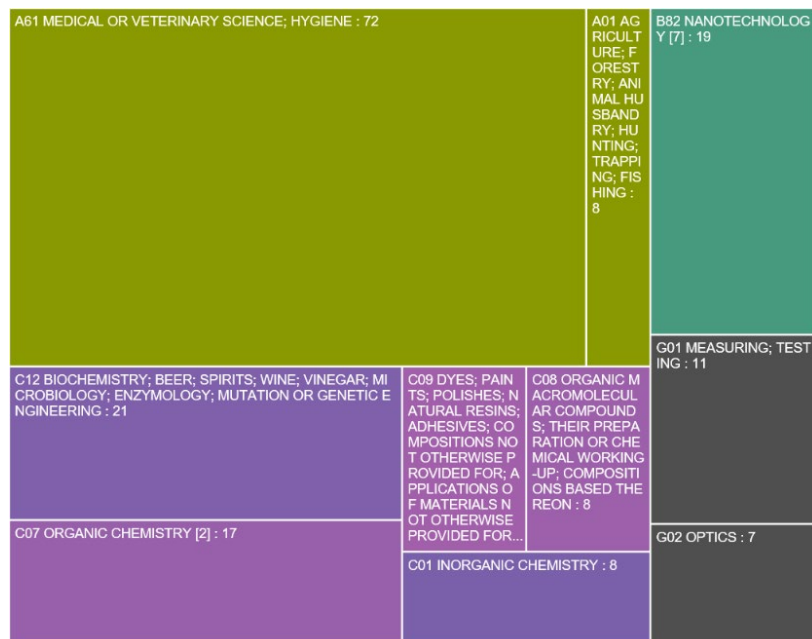 A61 MEDICAL OR VETERINARY SCIENCE; HYGIENE : 72
A01 AG
RICULT
URE; F
OREST
RY; ANI
MAL HU
SBAND
RY; HU
NTING;
TRAPPI
NG; FIS
HING :
8
B82 NANOTECHNOLOG
Y [7] : 19
G01 MEASURING; TEST
ING : 11
C12 BIOCHEMISTRY; BEER; SPIRITS; WINE; VINEGAR; MI
CROBIOLOGY; ENZYMOLOGY; MUTATION OR GENETIC E
NGINEERING : 21
C09 DYES; PAIN
TS; POLISHES; N
ATURAL RESINS;
ADHESIVES; CO
MPOSITIONS NO
T OTHERWISE P
ROVIDED FOR; A
PPLICATIONS O
F MATERIALS N
OT OTHERWISE
PROVIDED FOR...
C08 ORGANIC M
ACROMOLECUL
AR COMPOUND
S; THEIR PREPA
RATION OR CHE
MICAL WORKING
-UP; COMPOSITI
ONS BASED THE
REON : 8
C07 ORGANIC CHEMISTRY [2] : 17
C01 INORGANIC CHEMISTRY : 8
G02 OPTICS : 7